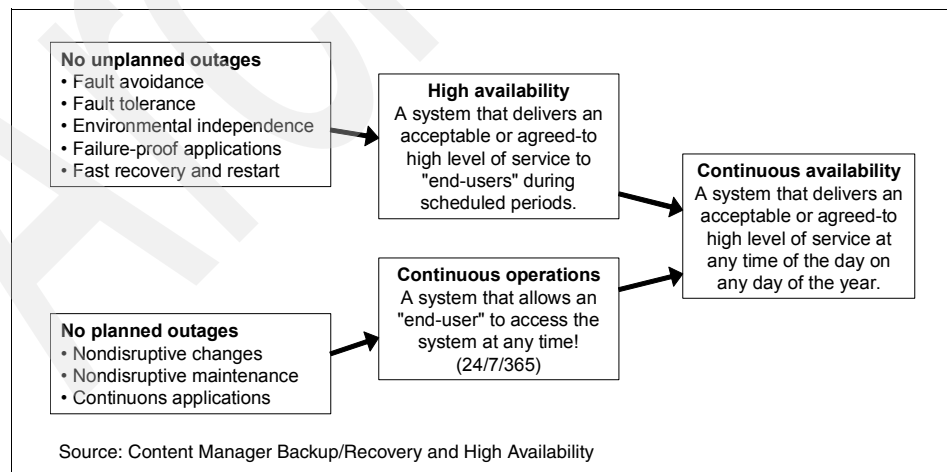 No unplanned outages
• Fault avoidance
• Fault tolerance
• Environmental independence
• Failure-proof applications
• Fast recovery and restart
High availability
A system that delivers an
acceptable or agreed-to
high level of service to
"end-users" during
scheduled periods.
Continuous availability
A system that delivers an
acceptable or agreed-to
high level of service at
any time of the day on
any day of the year.
Continuous operations
A system that allows an
"end-user" to access the
system at any time!
(24/7/365)
No planned outages
• Nondisruptive changes
• Nondisruptive maintenance
• Continuons applications
Source: Content Manager Backup/Recovery and High Availability